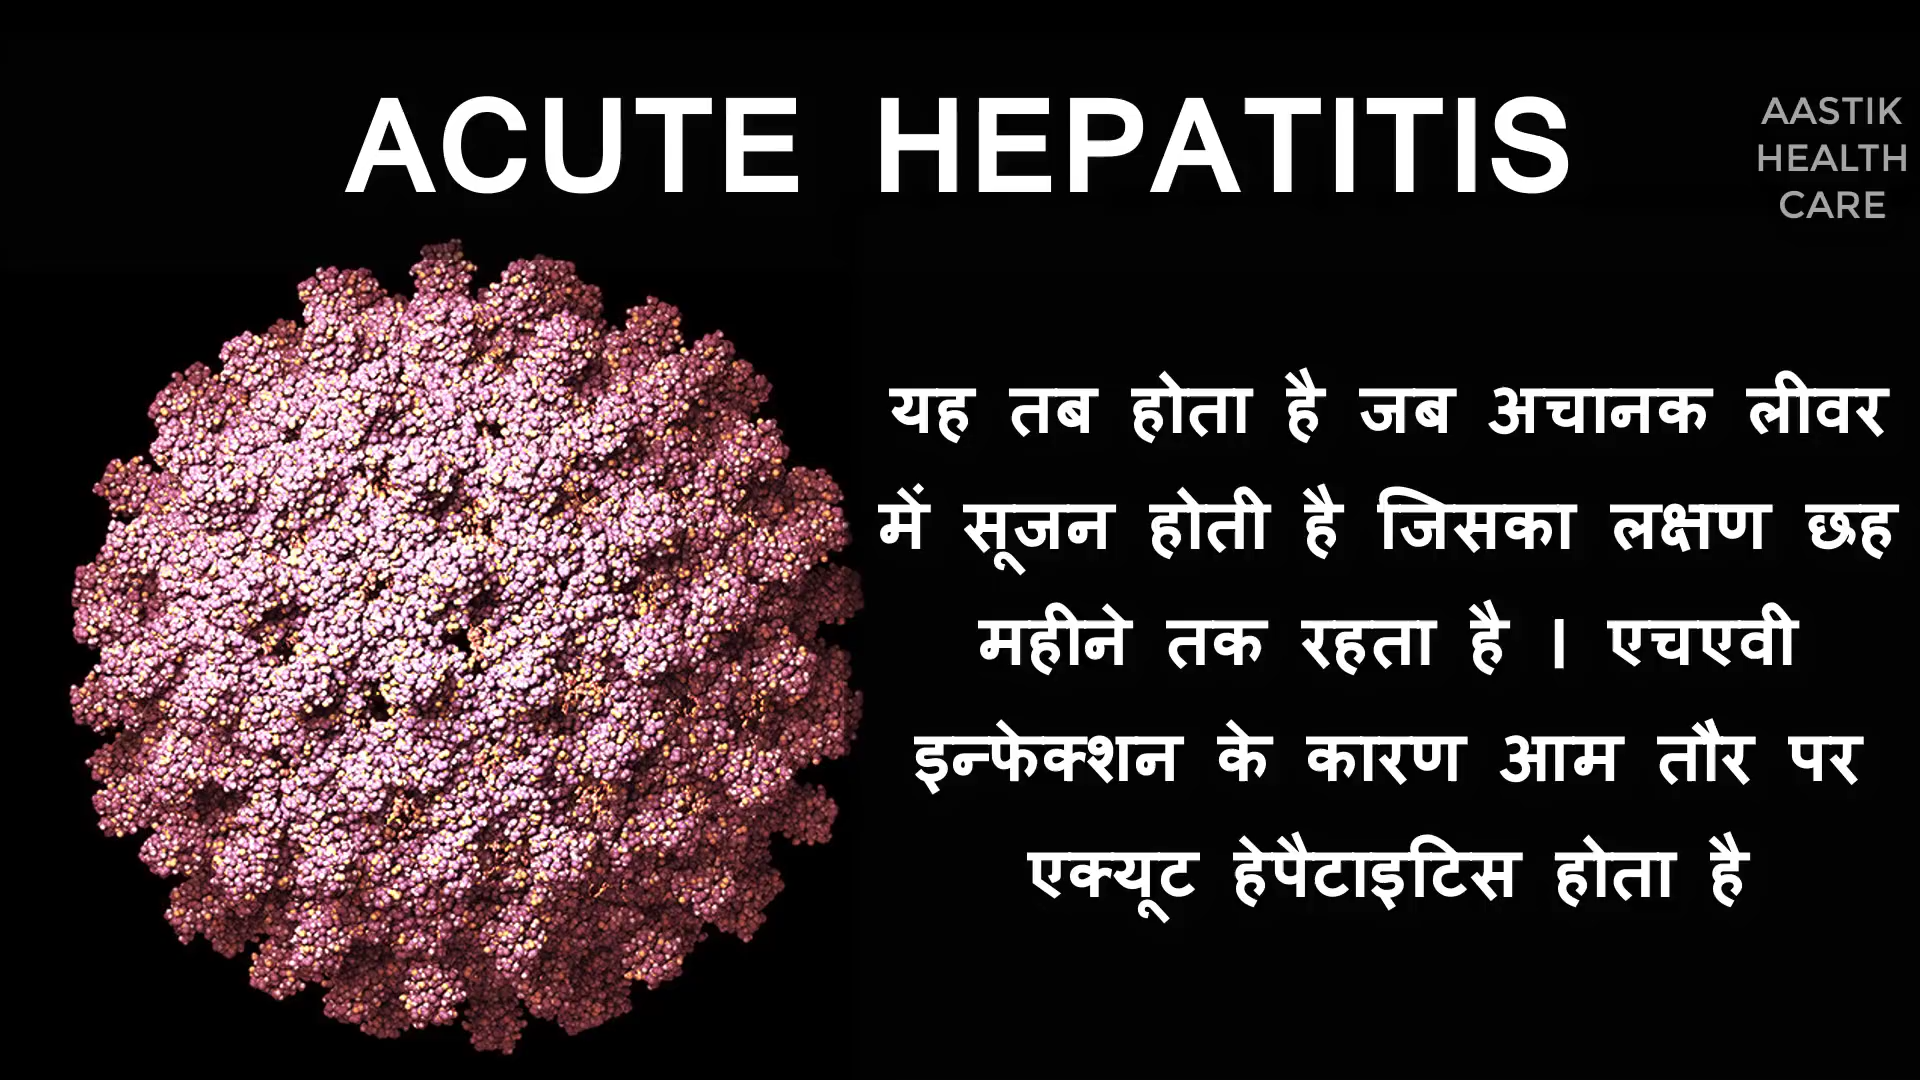 ACUTE HEPATITIS
AASTIK
HEALTH
CARE
यह तब होता है जब अचानक लीवर
में सूजन होती है जिसका लक्षण छह
महीने तक रहता है । एचएवी
इन्फेक्शन के कारण आम तौर पर
एक्यूट हेपैटाइटिस होता है